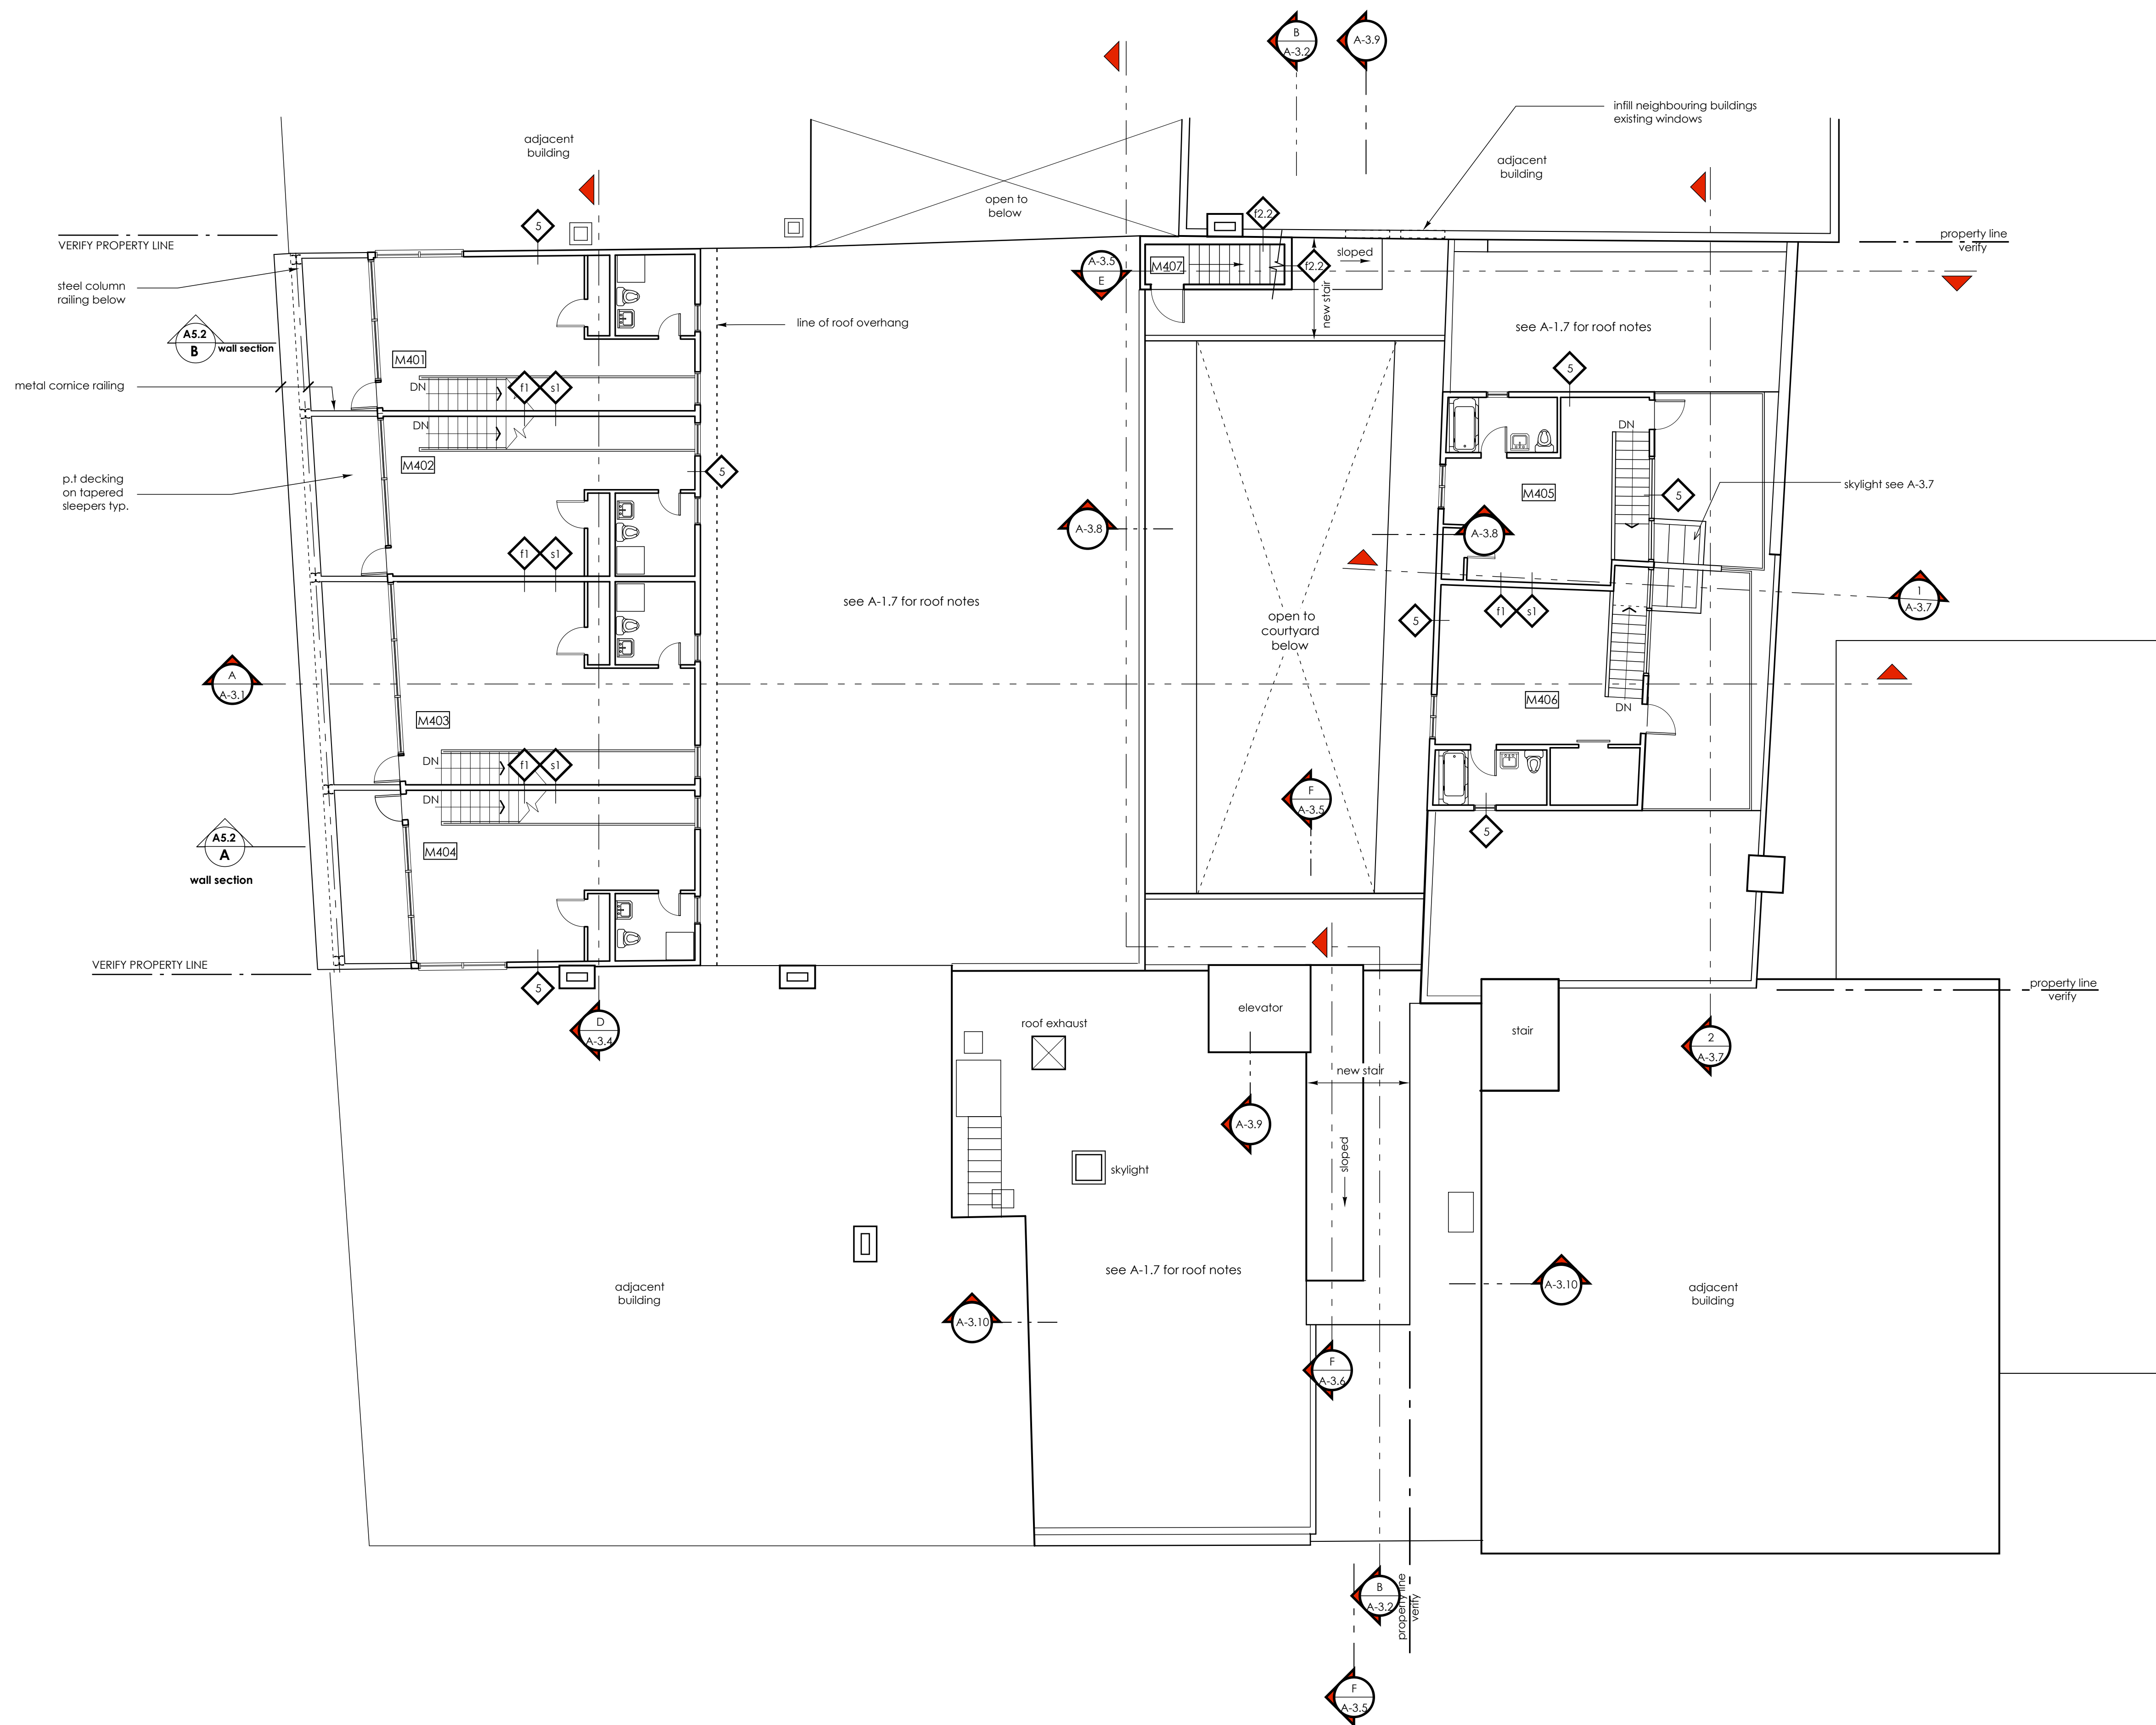 B
A-3.2
A-3.9
infill neighbouring buildings
existing windows
adjacent
building
adjacent
building
open to
below
5
f2.2
VERIFY PROPERTY LINE
property line
verify
sloped
A-3.5
E
M407
f2.2
new stair
steel column
railing below
line of roof overhang
see A-1.7 for roof notes
A5.2
B
wall section
M401
metal cornice railing
DN
f1
s1
5
DN
DN
M402
5
p.t decking
on tapered
sleepers typ.
M405
5
skylight see A-3.7
A-3.8
A-3.8
f1
s1
see A-1.7 for roof notes
open to
courtyard
below
5
f1
s1
1
A-3.7
A
A-3.1
M403
M406
DN
DN
f1
s1
DN
F
A-3.5
A5.2
A
wall section
M404
5
VERIFY PROPERTY LINE
5
property line
verify
D
A-3.4
elevator
roof exhaust
stair
2
A-3.7
new stair
A-3.9
sloped
skylight
see A-1.7 for roof notes
adjacent
building
A-3.10
A-3.10
adjacent
building
F
A-3.6
B
A-3.2
property line
verify
F
A-3.5